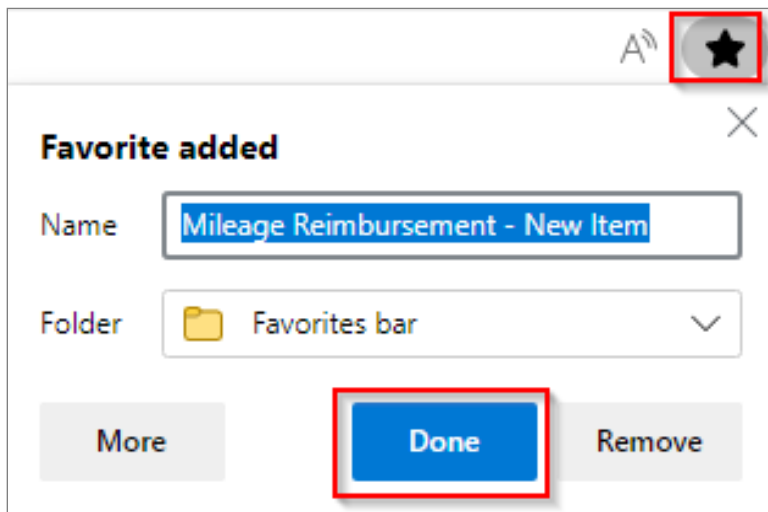 A
Favorite added
Name Mileage Reimbursement - New Item
Folder Favorites bar
More Done Remove